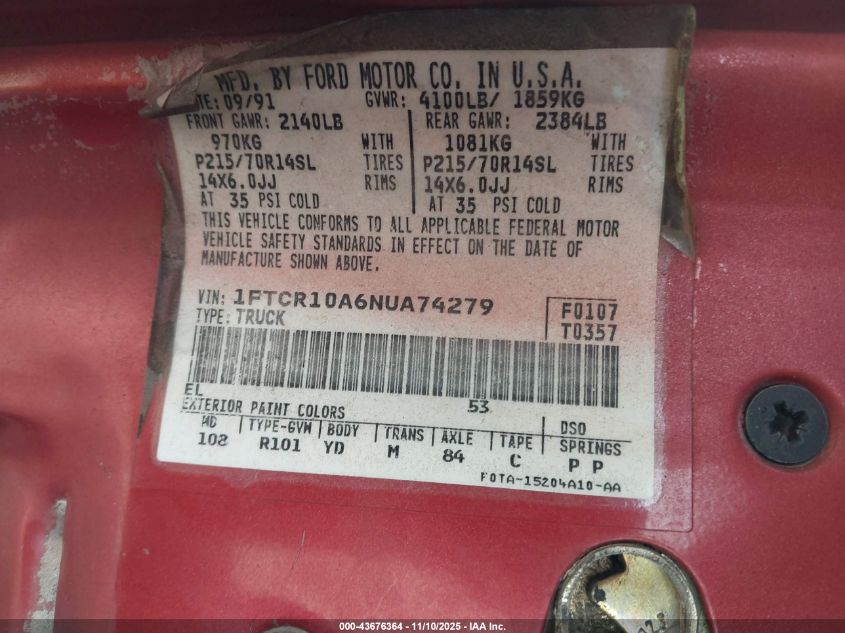 MFD. BY FORD MOTOR CO. IN U.S.A.
TE: 09/91 GVWR: 4100LB/ 1859KG
FRONT GAWR: 2140LB REAR GAWR: 2384LB
970KG WITH 1081KG WITH
P215/70R14SL TIRES P215/70R14SL TIRES
14X6.0JJ RIMS 14X6.0JJ RIMS
AT 35 PSI COLD AT 35 PSI COLD
THIS VEHICLE CONFORMS TO ALL APPLICABLE FEDERAL MOTOR
VEHICLE SAFETY STANDARDS IN EFFECT ON THE DATE OF
MANUFACTURE SHOWN ABOVE.
VIN: 1FTCR10A6NUA74279 F0107
TYPE: TRUCK T0357
EL 53
EXTERIOR PAINT COLORS DSO
WD TYPE-GVW BODY TRANS AXLE TAPE SPRINGS
108 R101 YD M 84 C P P
F0TA-15204A10-AA
000-43676364 - 11/10/2025 - IAA Inc.